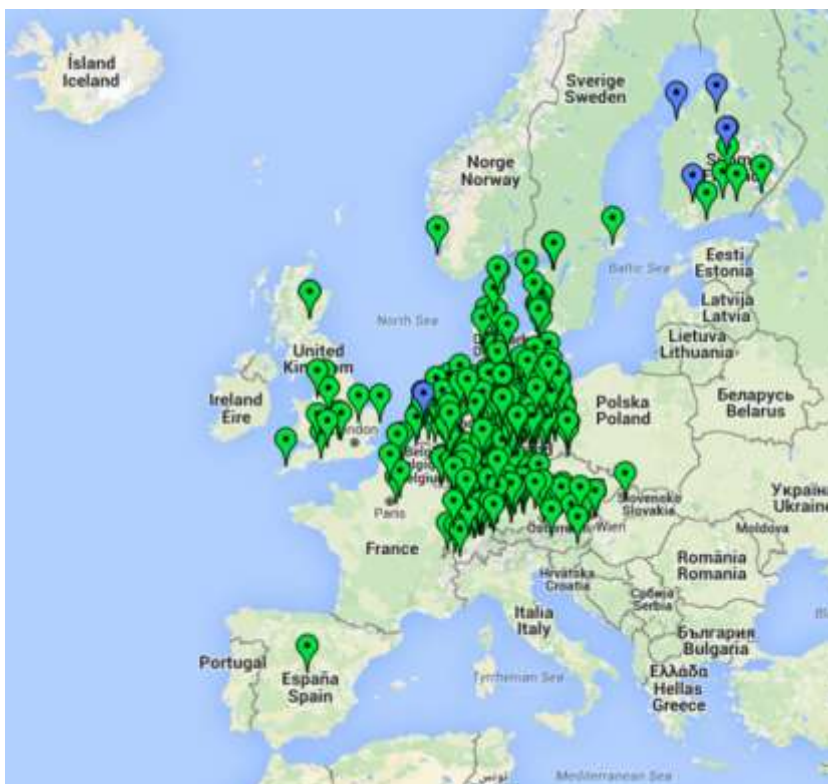 Ísland
Iceland
Sverige
Sweden
Norge
Norway
Eesti
Estonia
Baltic Sea
Latvija
Latvia
North Sea
Lietuva
Lithuania
United
Ireland
Éire
Polska
Poland
Беларусь
Belarus
Paris
Slovensko
Slovakia
Україна
Ukraine
Wien
Moldova
France
România
Romania
Hrvatska
Croatia
Србија
Serbia
Italia
Italy
България
Bulgaria
Portugal
España
Spain
Tyrrhenian Sea
Ελλάδα
Hellas
Greece
تونس
Mediterranean Sea